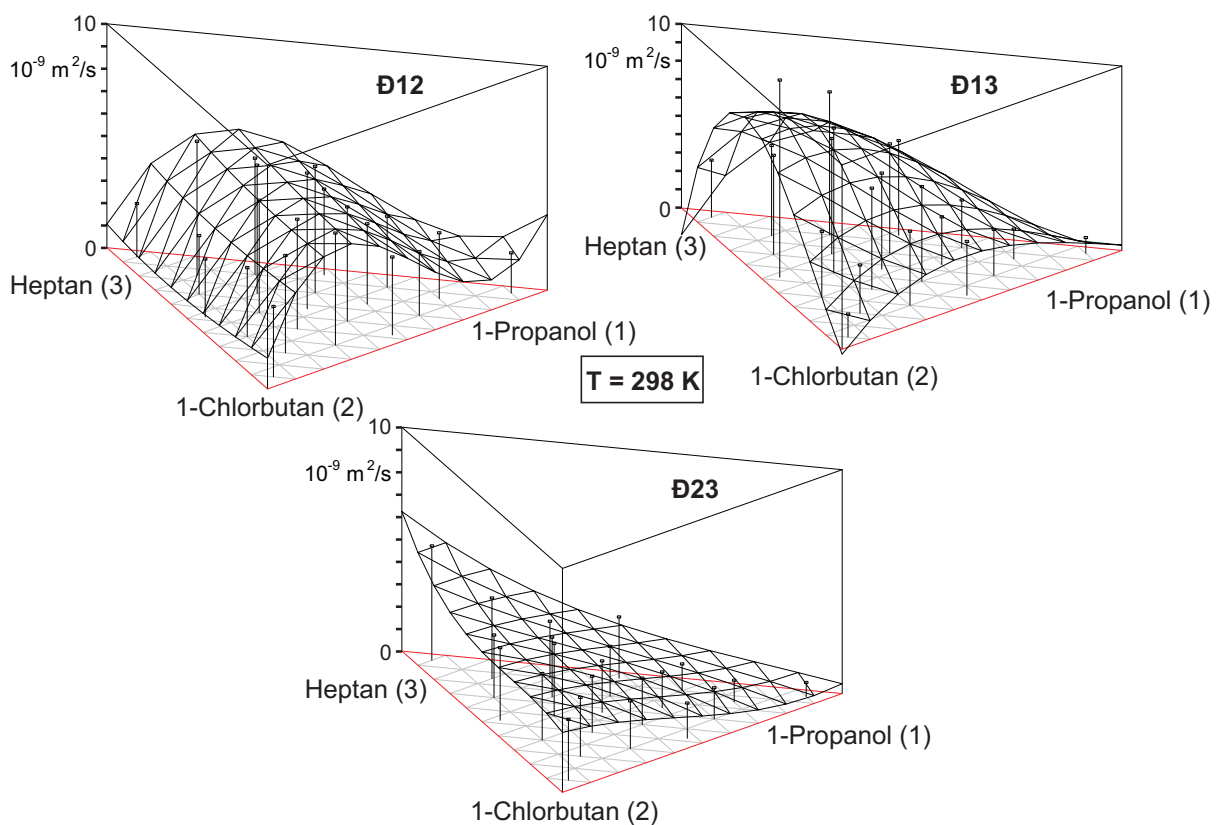 10
10⁻⁹ m²/s
Đ12
0
Heptan (3)
1-Propanol (1)
1-Chlorbutan (2)
10
10⁻⁹ m²/s
Đ13
0
Heptan (3)
1-Propanol (1)
1-Chlorbutan (2)
T = 298 K
10
10⁻⁹ m²/s
Đ23
0
Heptan (3)
1-Propanol (1)
1-Chlorbutan (2)